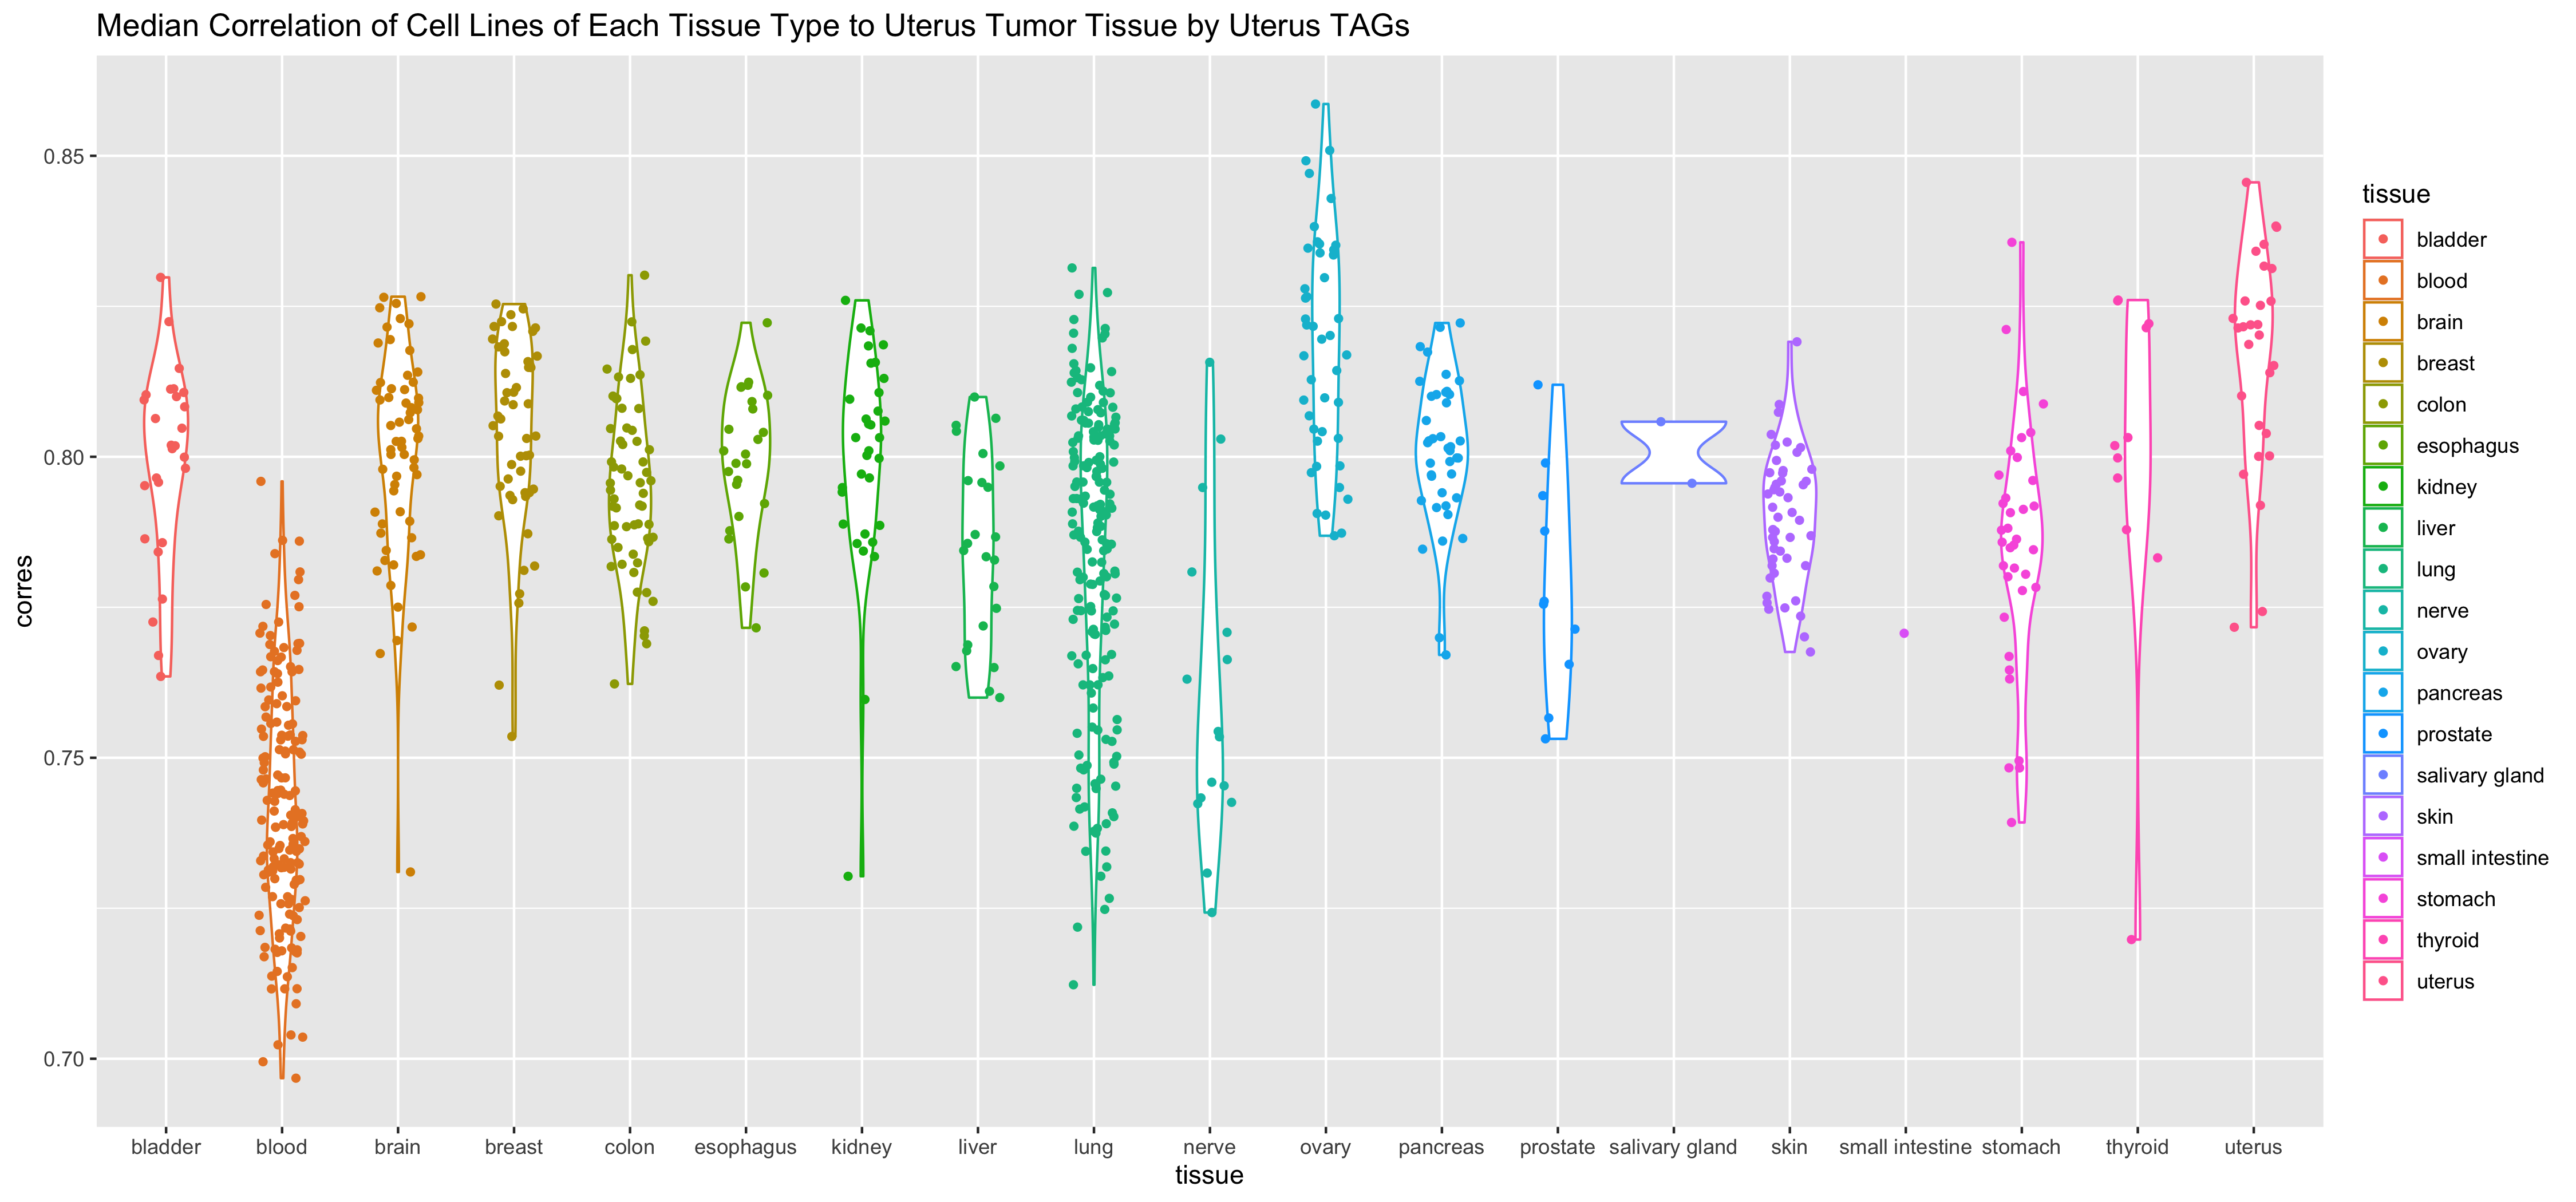 Median Correlation of Cell Lines of Each Tissue Type to Uterus Tumor Tissue by Uterus TAGs
0.85
0.80
0.75
0.70
corres
bladder blood brain breast colon esophagus kidney liver lung nerve ovary pancreas prostate salivary gland skin small intestine stomach thyroid uterus
tissue
tissue
bladder
blood
brain
breast
colon
esophagus
kidney
liver
lung
nerve
ovary
pancreas
prostate
salivary gland
skin
small intestine
stomach
thyroid
uterus